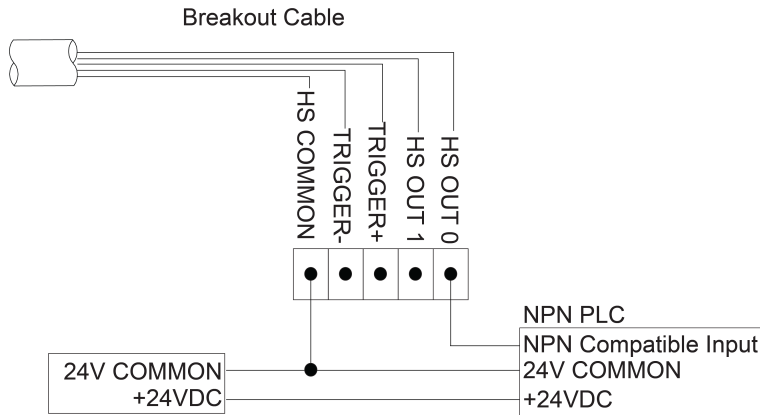 Breakout Cable
HS COMMON
TRIGGER-
TRIGGER+
HS OUT 1
HS OUT 0
NPN PLC
NPN Compatible Input
24V COMMON
+24VDC
24V COMMON
+24VDC